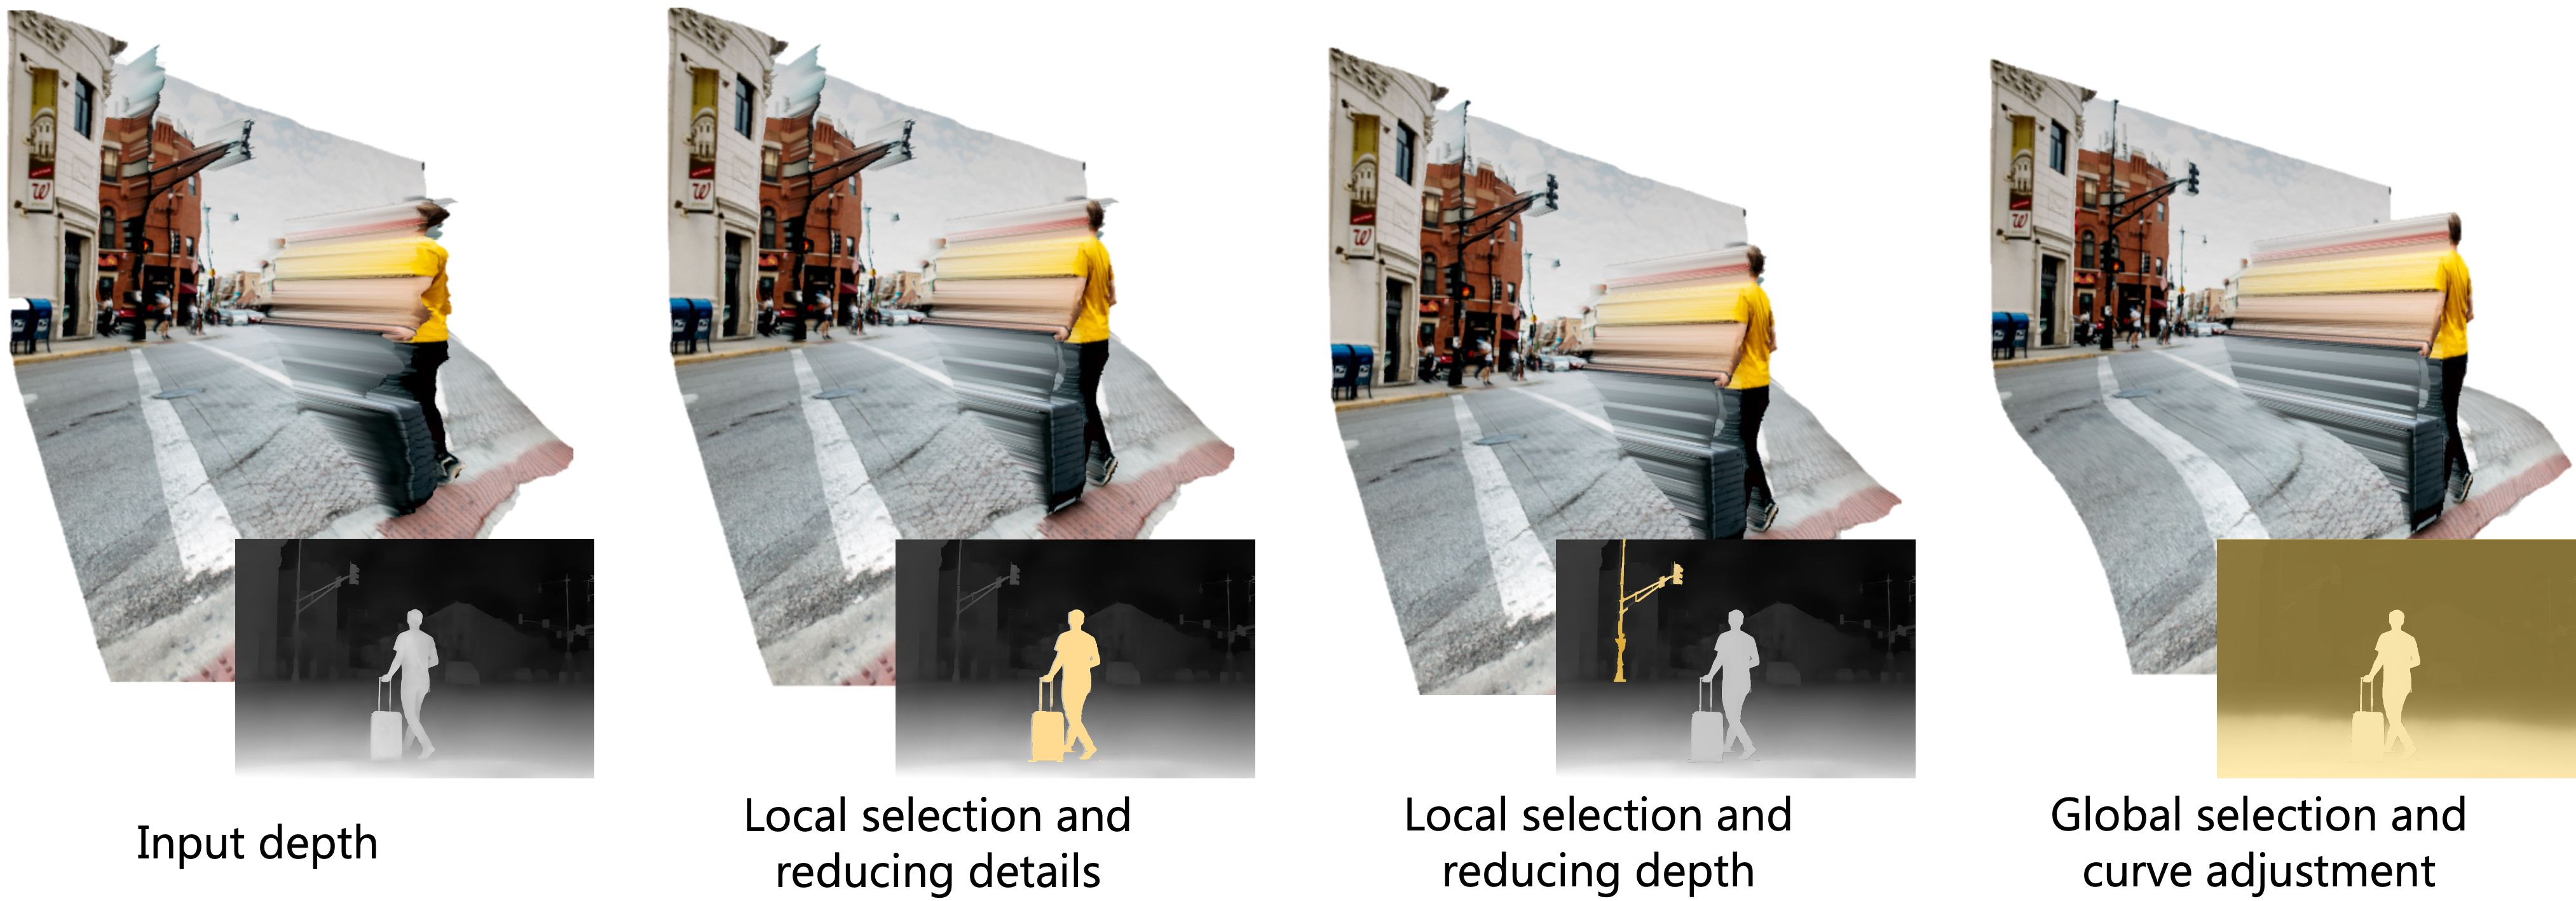 Input depth
Local selection and
reducing details
Local selection and
reducing depth
Global selection and
curve adjustment